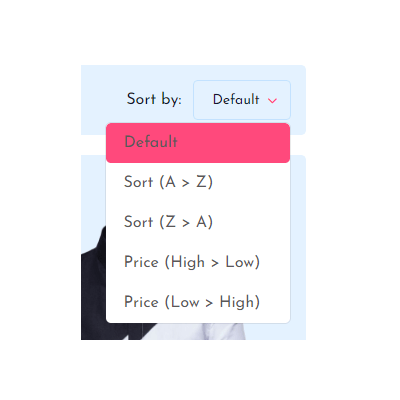 Sort by: Default
Default
Sort (A > Z)
Sort (Z > A)
Price (High > Low)
Price (Low > High)